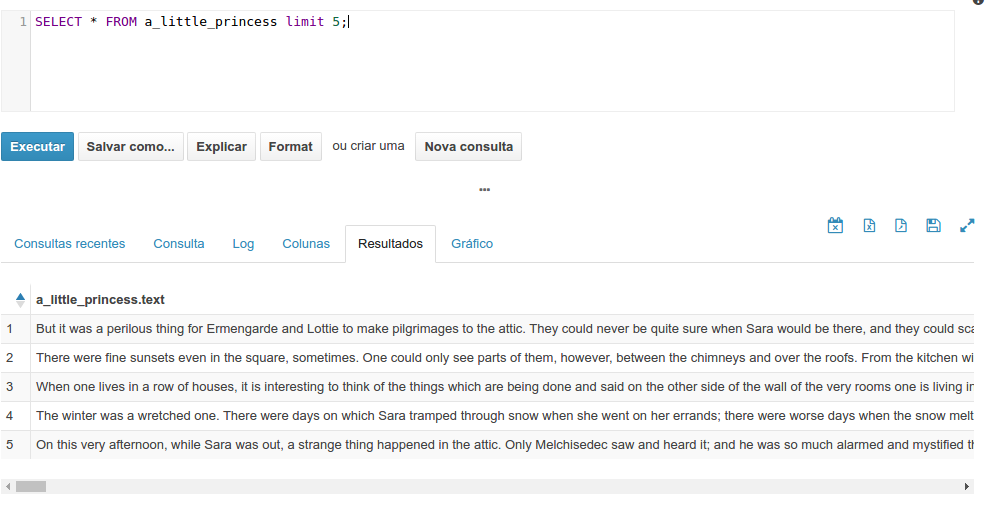 1 SELECT * FROM a_little_princess limit 5;
Executar Salvar como... Explicar Format ou criar uma Nova consulta
...
Consultas recentes Consulta Log Colunas Resultados Gráfico
a_little_princess.text
1 But it was a perilous thing for Ermengarde and Lottie to make pilgrimages to the attic. They could never be quite sure when Sara would be there, and they could sca
2 There were fine sunsets even in the square, sometimes. One could only see parts of them, however, between the chimneys and over the roofs. From the kitchen wi
3 When one lives in a row of houses, it is interesting to think of the things which are being done and said on the other side of the wall of the very rooms one is living in
4 The winter was a wretched one. There were days on which Sara tramped through snow when she went on her errands; there were worse days when the snow melt
5 On this very afternoon, while Sara was out, a strange thing happened in the attic. Only Melchisedec saw and heard it; and he was so much alarmed and mystified th